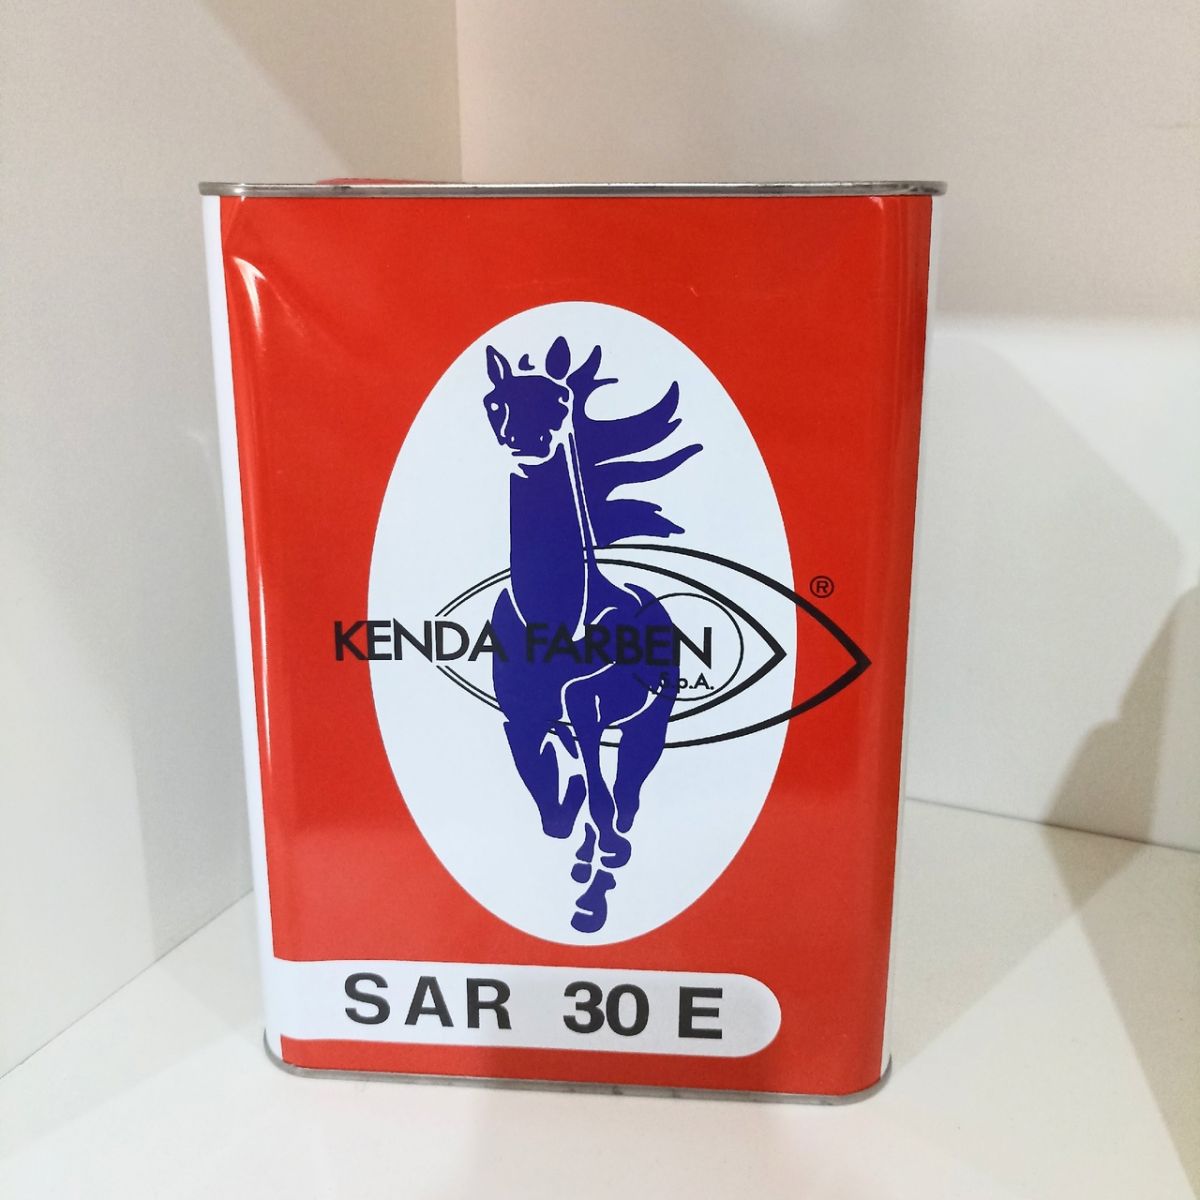 ®
KENDA FARBEN
S.p.A.
SAR 30 E